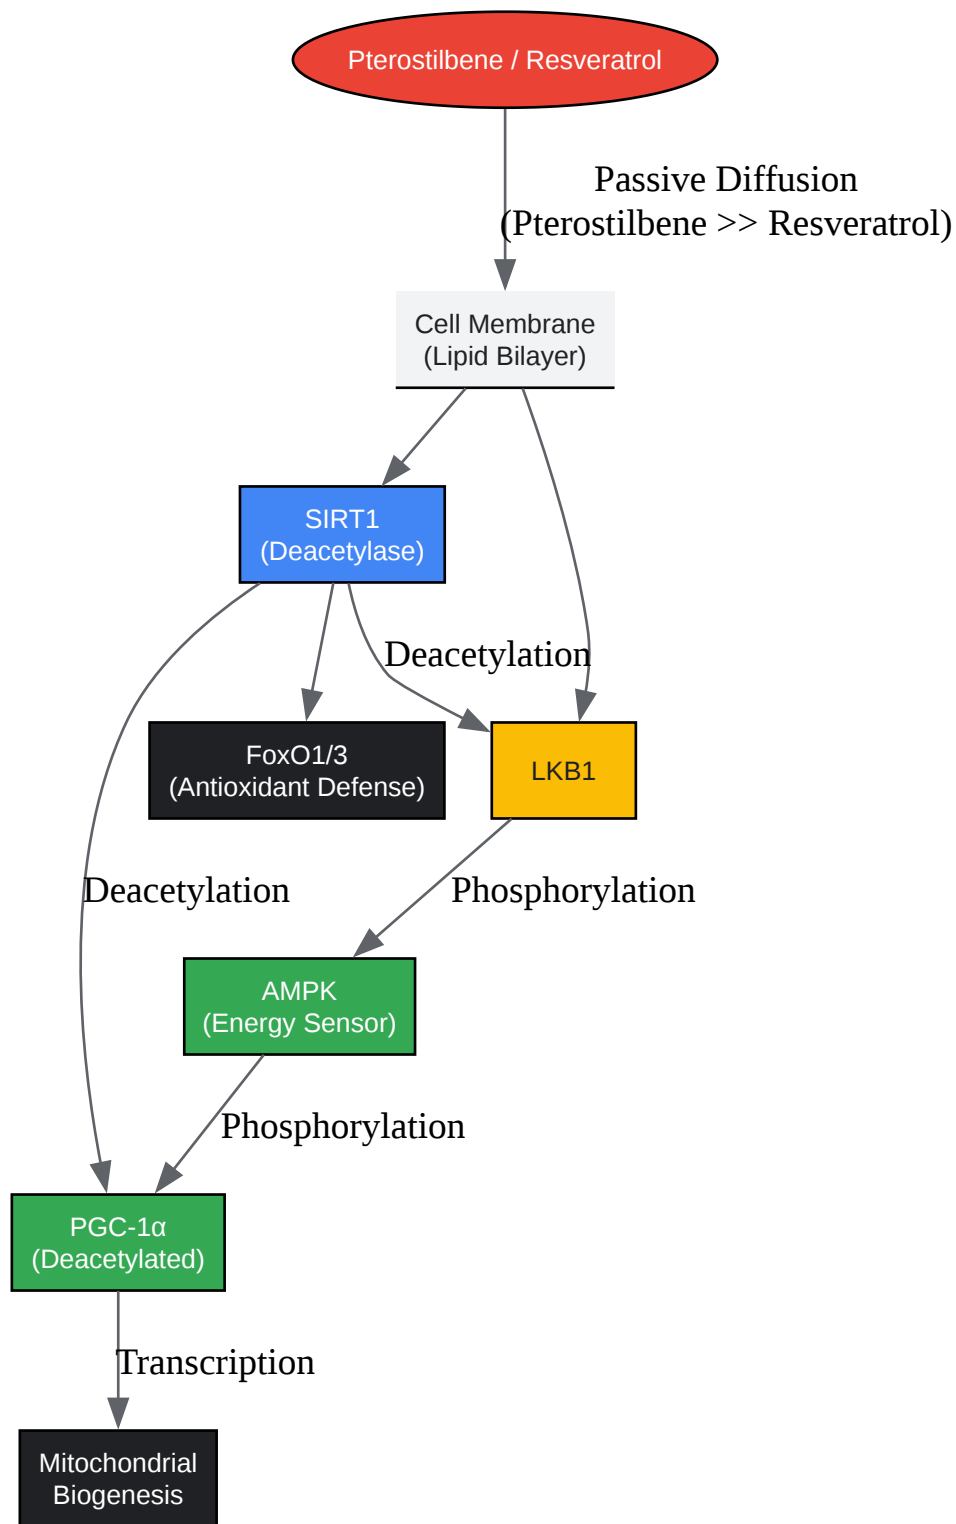 Pterostilbene / Resveratrol
Passive Diffusion
(Pterostilbene >> Resveratrol)
Cell Membrane
(Lipid Bilayer)
SIRT1
(Deacetylase)
Deacetylation
FoxO1/3
(Antioxidant Defense)
LKB1
Deacetylation
Phosphorylation
AMPK
(Energy Sensor)
Phosphorylation
PGC-1α
(Deacetylated)
Transcription
Mitochondrial
Biogenesis